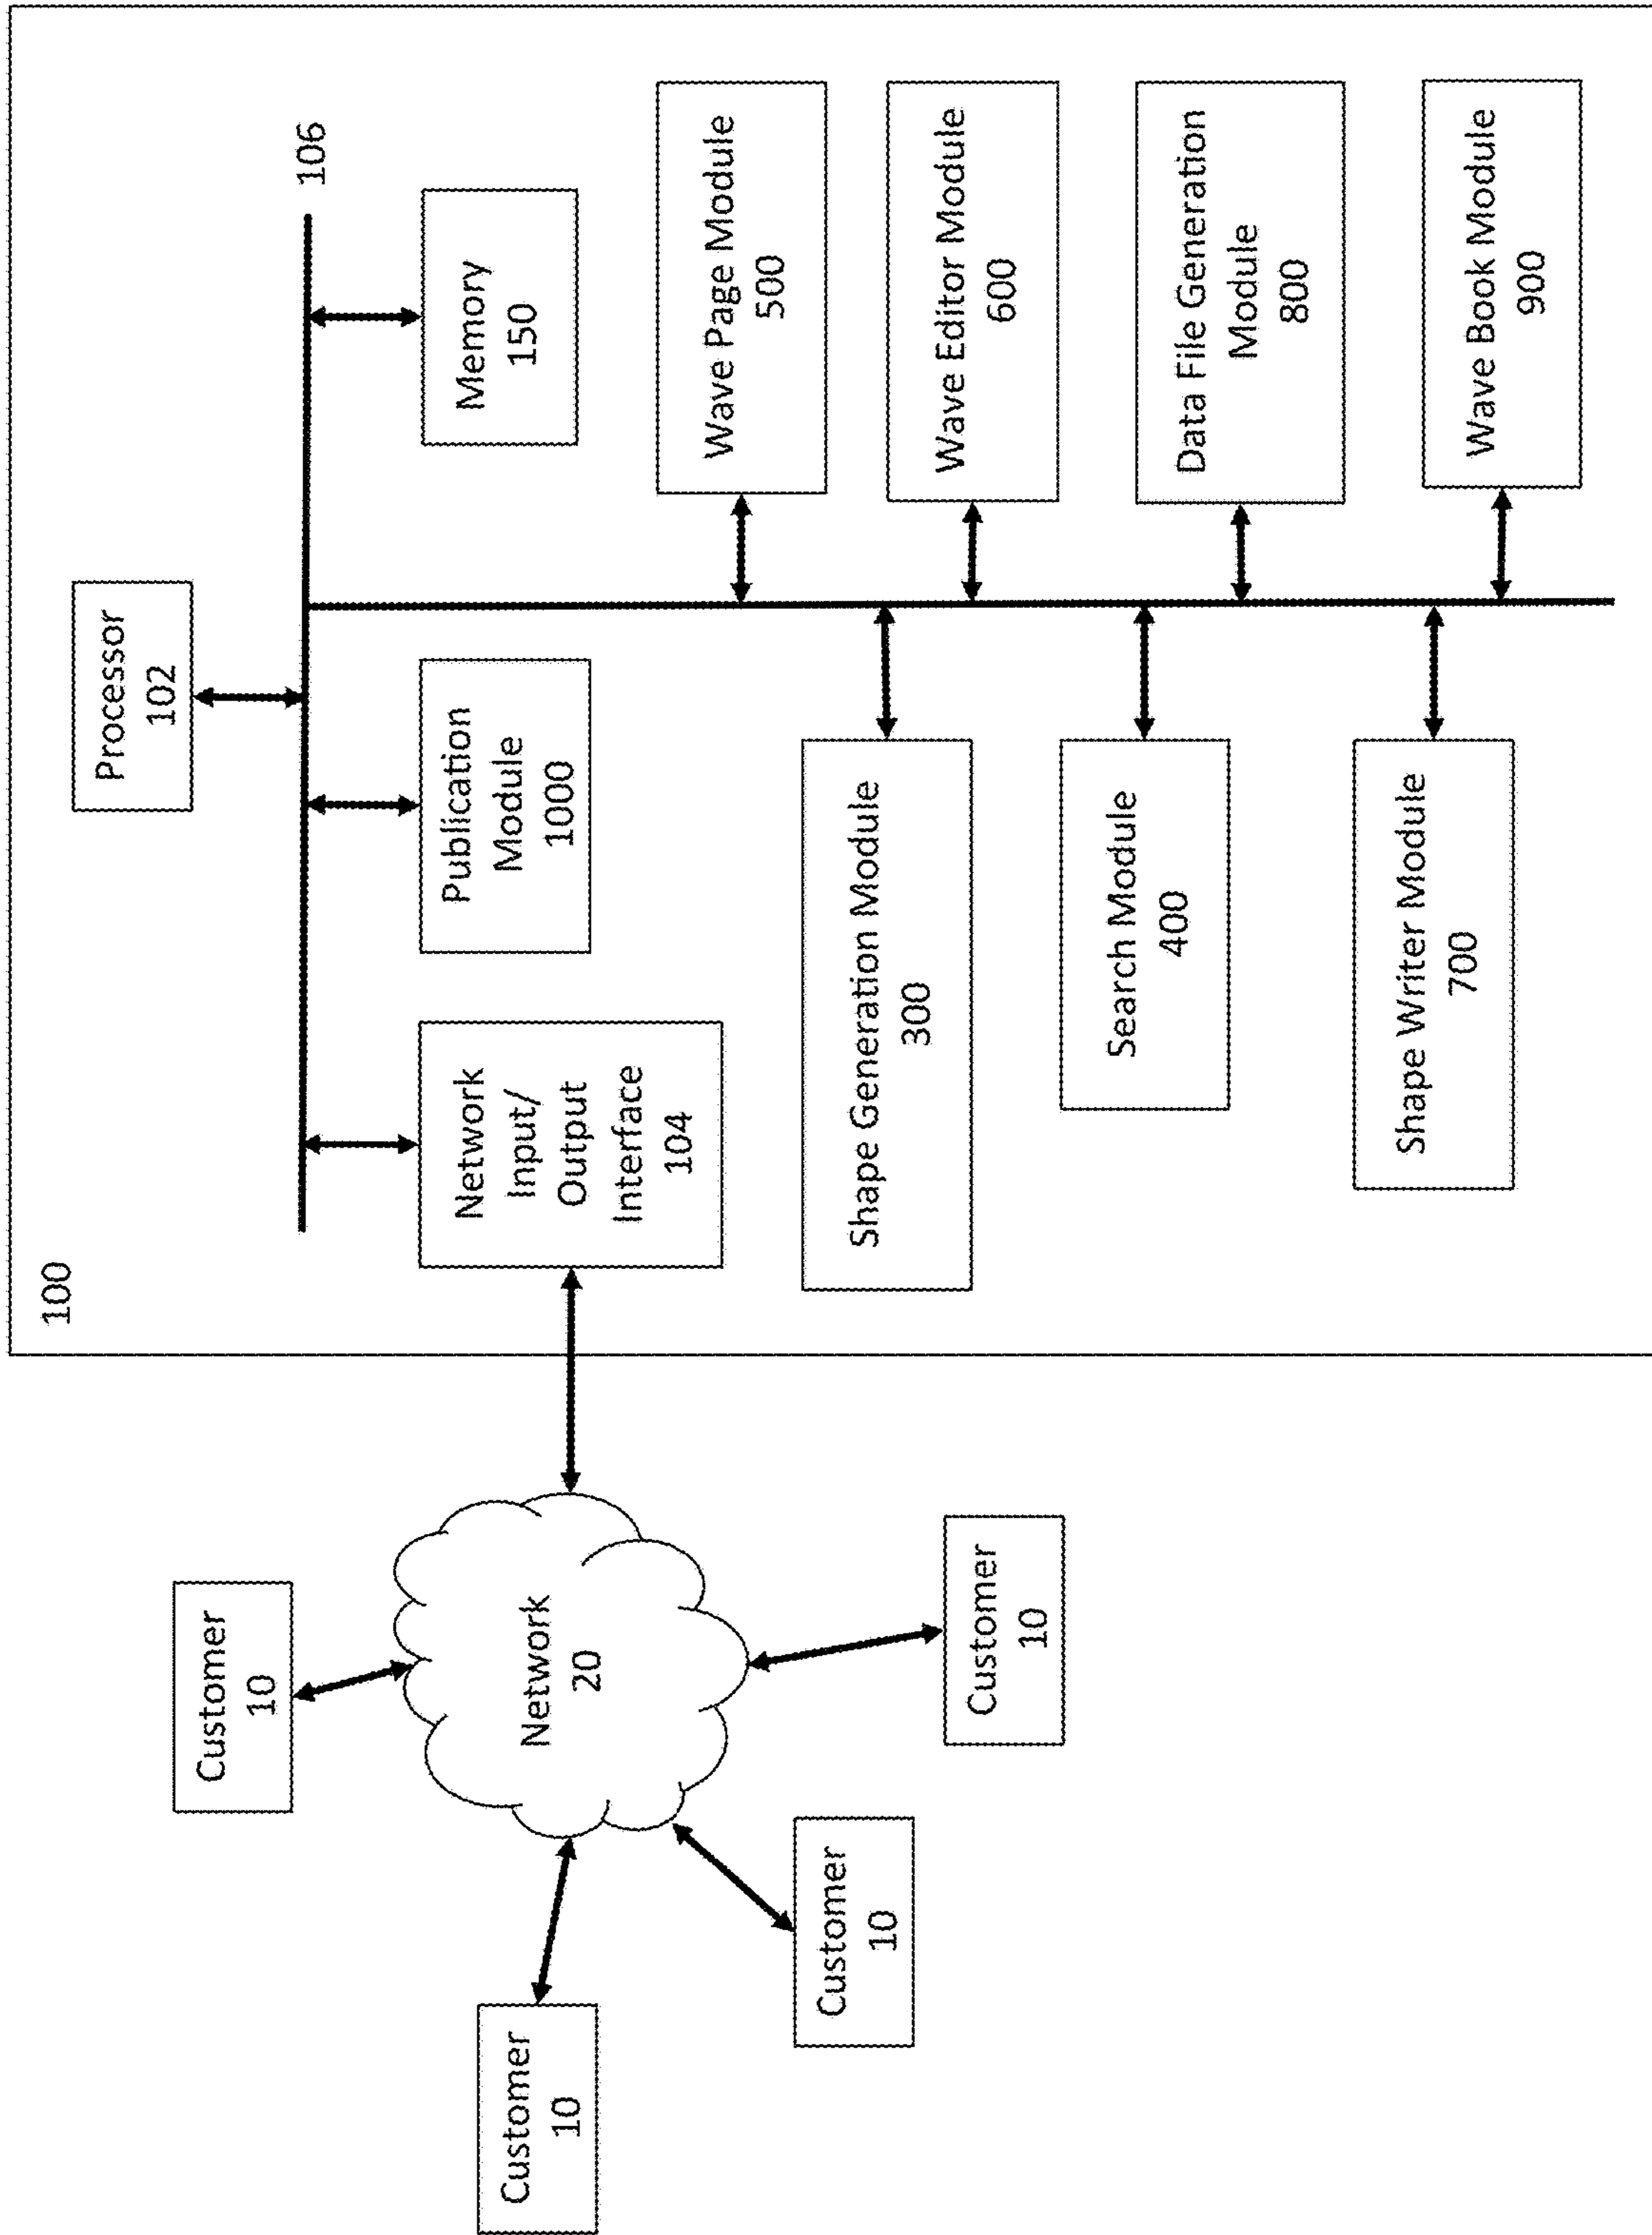 100
Processor
102
106
Network
Input/
Output
Interface
104
Publication
Module
1000
Memory
150
Customer
10
Customer
10
Network
20
Customer
10
Customer
10
Shape Generation Module
300
Wave Page Module
500
Search Module
400
Wave Editor Module
600
Shape Writer Module
700
Data File Generation
Module
800
Wave Book Module
900